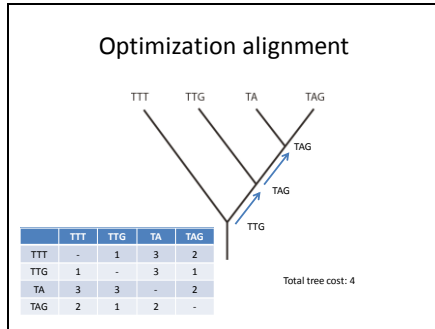 Optimization alignment
TTT TTG TA TAG
TAG
TAG
TTG
TTT TTG TA TAG
TTT - 1 3 2
TTG 1 - 3 1
TA 3 3 - 2
TAG 2 1 2 -
Total tree cost: 4